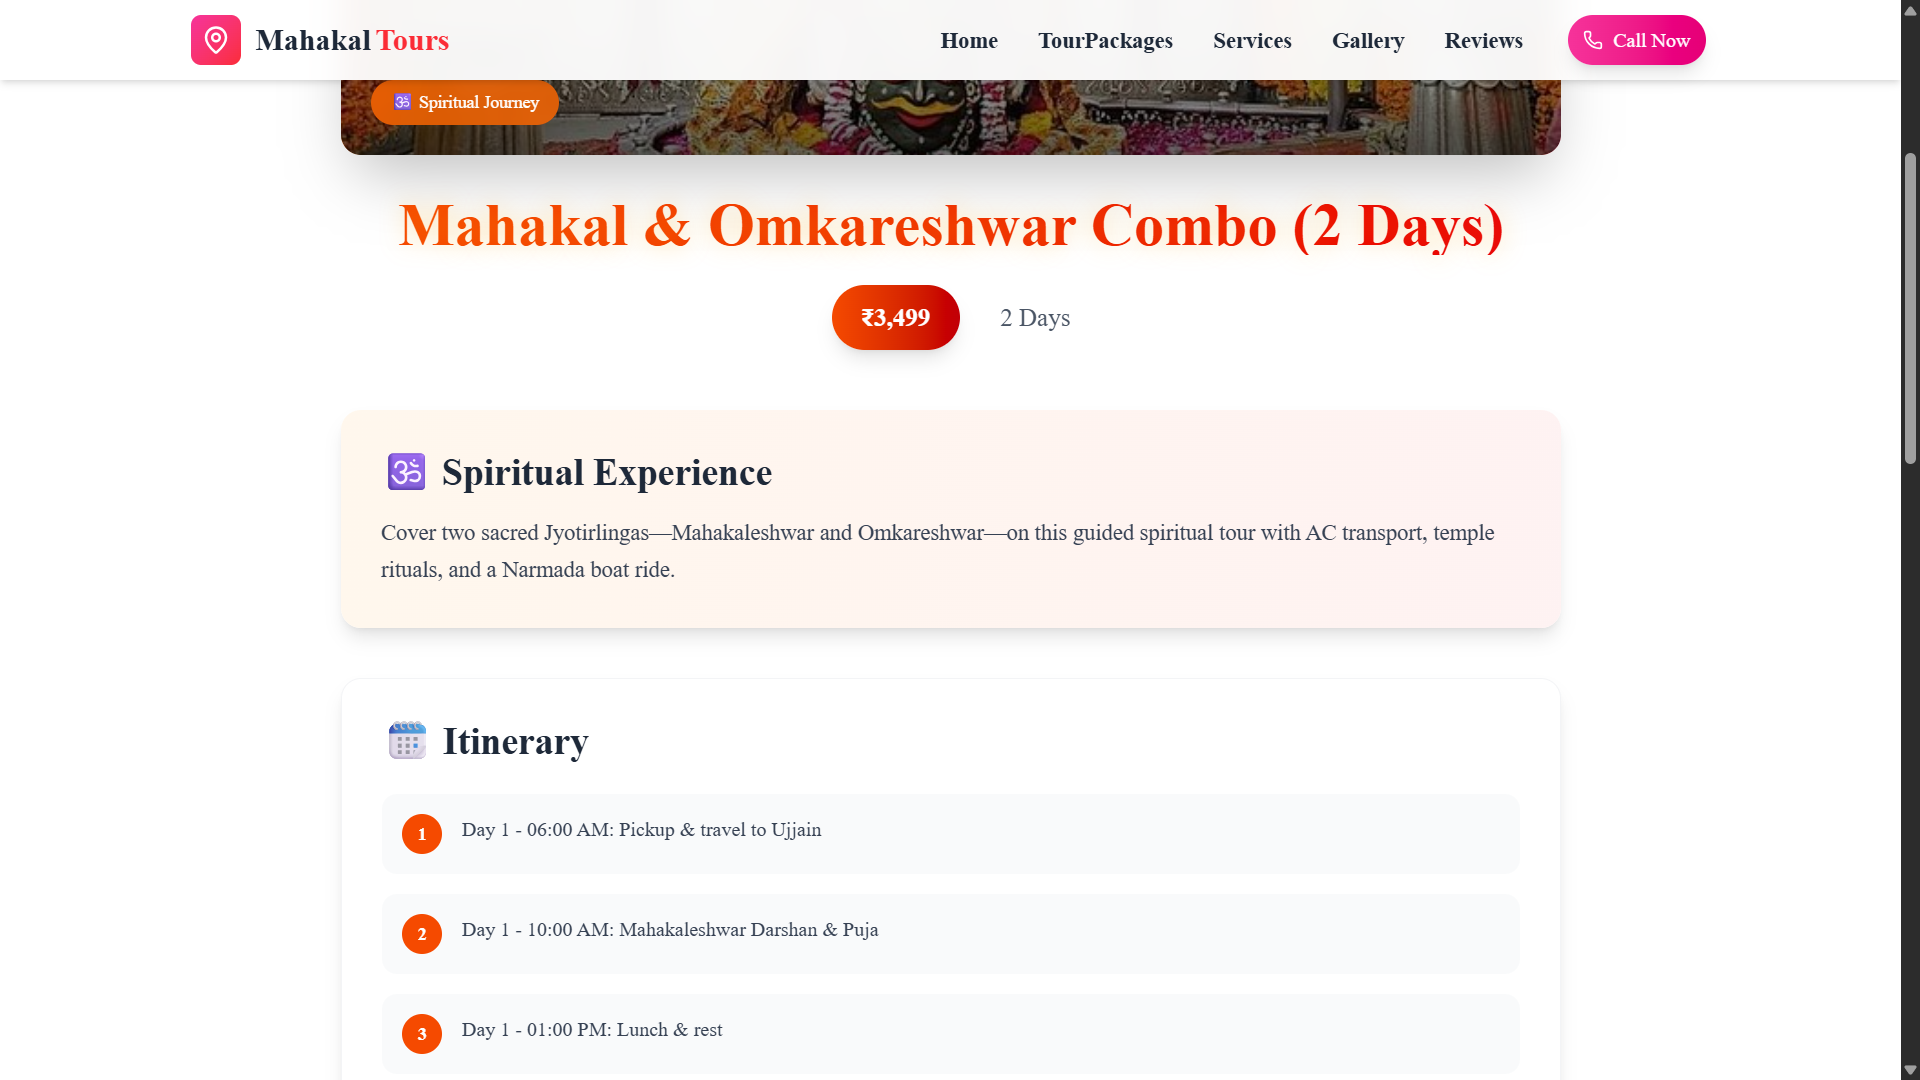 Mahakal Tours
Home
TourPackages
Services
Gallery
Reviews
Call Now
🕉 Spiritual Journey
Mahakal & Omkareshwar Combo (2 Days)
₹3,499
2 Days
🕉 Spiritual Experience
Cover two sacred Jyotirlingas—Mahakaleshwar and Omkareshwar—on this guided spiritual tour with AC transport, temple
rituals, and a Narmada boat ride.
Itinerary
1 Day 1 - 06:00 AM: Pickup & travel to Ujjain
2 Day 1 - 10:00 AM: Mahakaleshwar Darshan & Puja
3 Day 1 - 01:00 PM: Lunch & rest